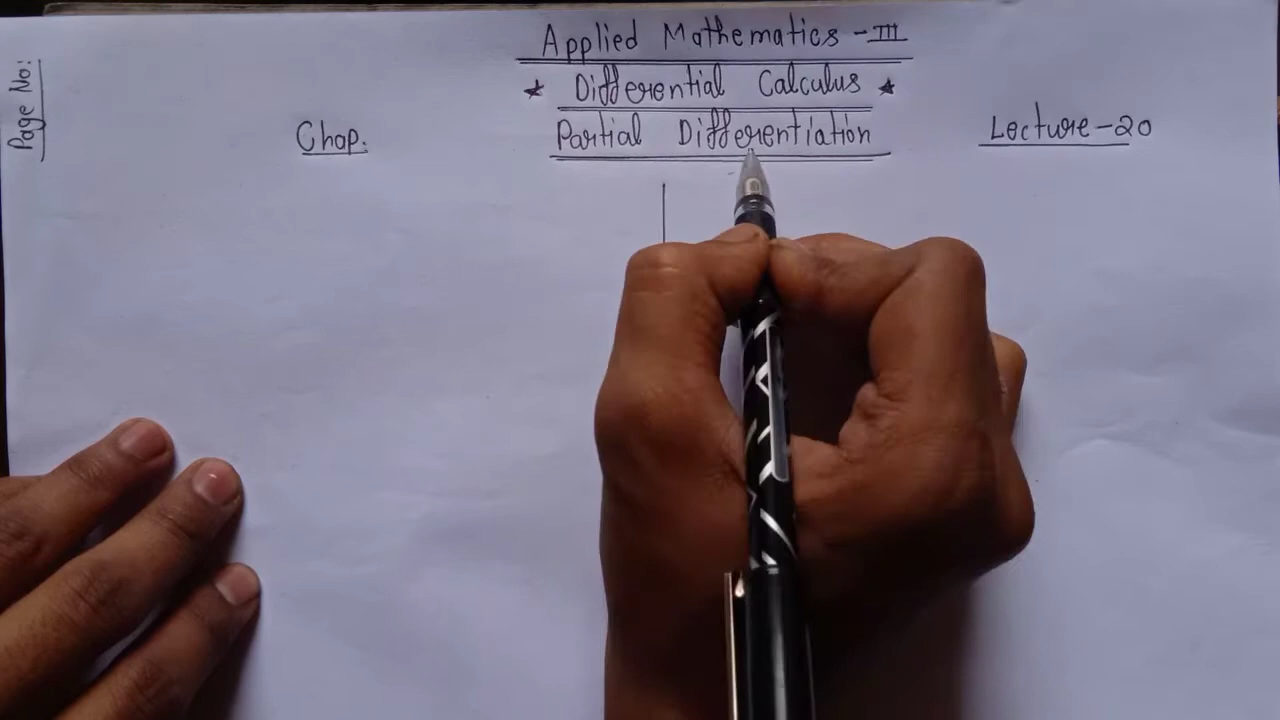 Applied Mathematics - III
* Differential Calculus *
Page No:
Chap.
Partial Differentiation
Lecture-20